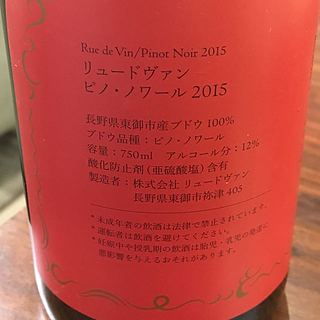 Rue de Vin/Pinot Noir 2015
リュードヴァン
ピノ・ノワール 2015
長野県東御市産ブドウ 100%
ブドウ品種：ピノ・ノワール
容量：750ml　アルコール分：12%
酸化防止剤（亜硫酸塩）含有
製造者：株式会社 リュードヴァン
長野県東御市祢津 405
*未成年者の飲酒は法律で禁止されています。
*運転者は飲酒を避けてください。
*妊娠中や授乳期の飲酒は胎児・乳児の発達に
悪影響を与えるおそれがあります。